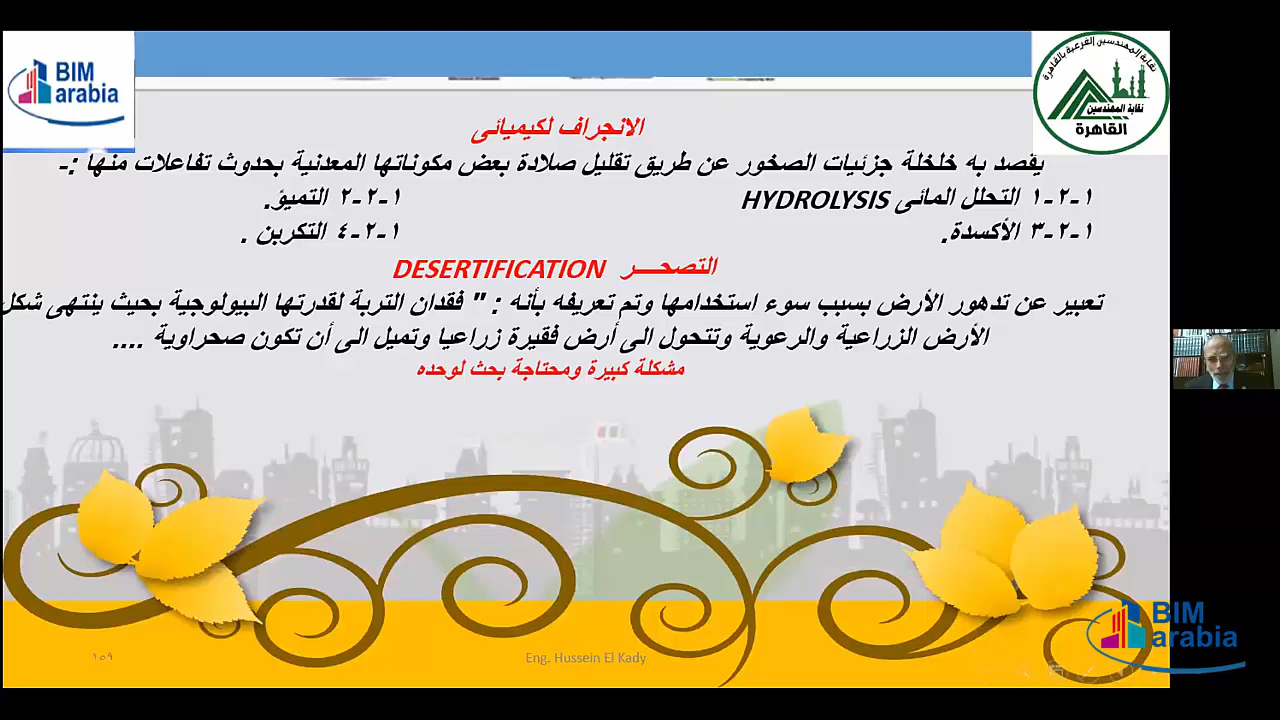 BIM
arabia
نقابة المهندسين الفرعية بالقاهرة
نقابة المهندسين
القاهرة
الانجراف لكيميائى
يقصد به خلخلة جزئيات الصخور عن طريق تقليل صلادة بعض مكوناتها المعدنية بحدوث تفاعلات منها :-
١-٢-١ التحلل المائى HYDROLYSIS
١-٢-٢ التميؤ.
١-٢-٣ الأكسدة.
١-٢-٤ التكربن .
التصحـــر DESERTIFICATION
تعبير عن تدهور الأرض بسبب سوء استخدامها وتم تعريفه بأنه : " فقدان التربة لقدرتها البيولوجية بحيث ينتهى شكل
الأرض الزراعية والرعوية وتتحول الى أرض فقيرة زراعيا وتميل الى أن تكون صحراوية ....
مشكلة كبيرة ومحتاجة بحث لوحده
١٥٩
Eng. Hussein El Kady
BIM
arabia